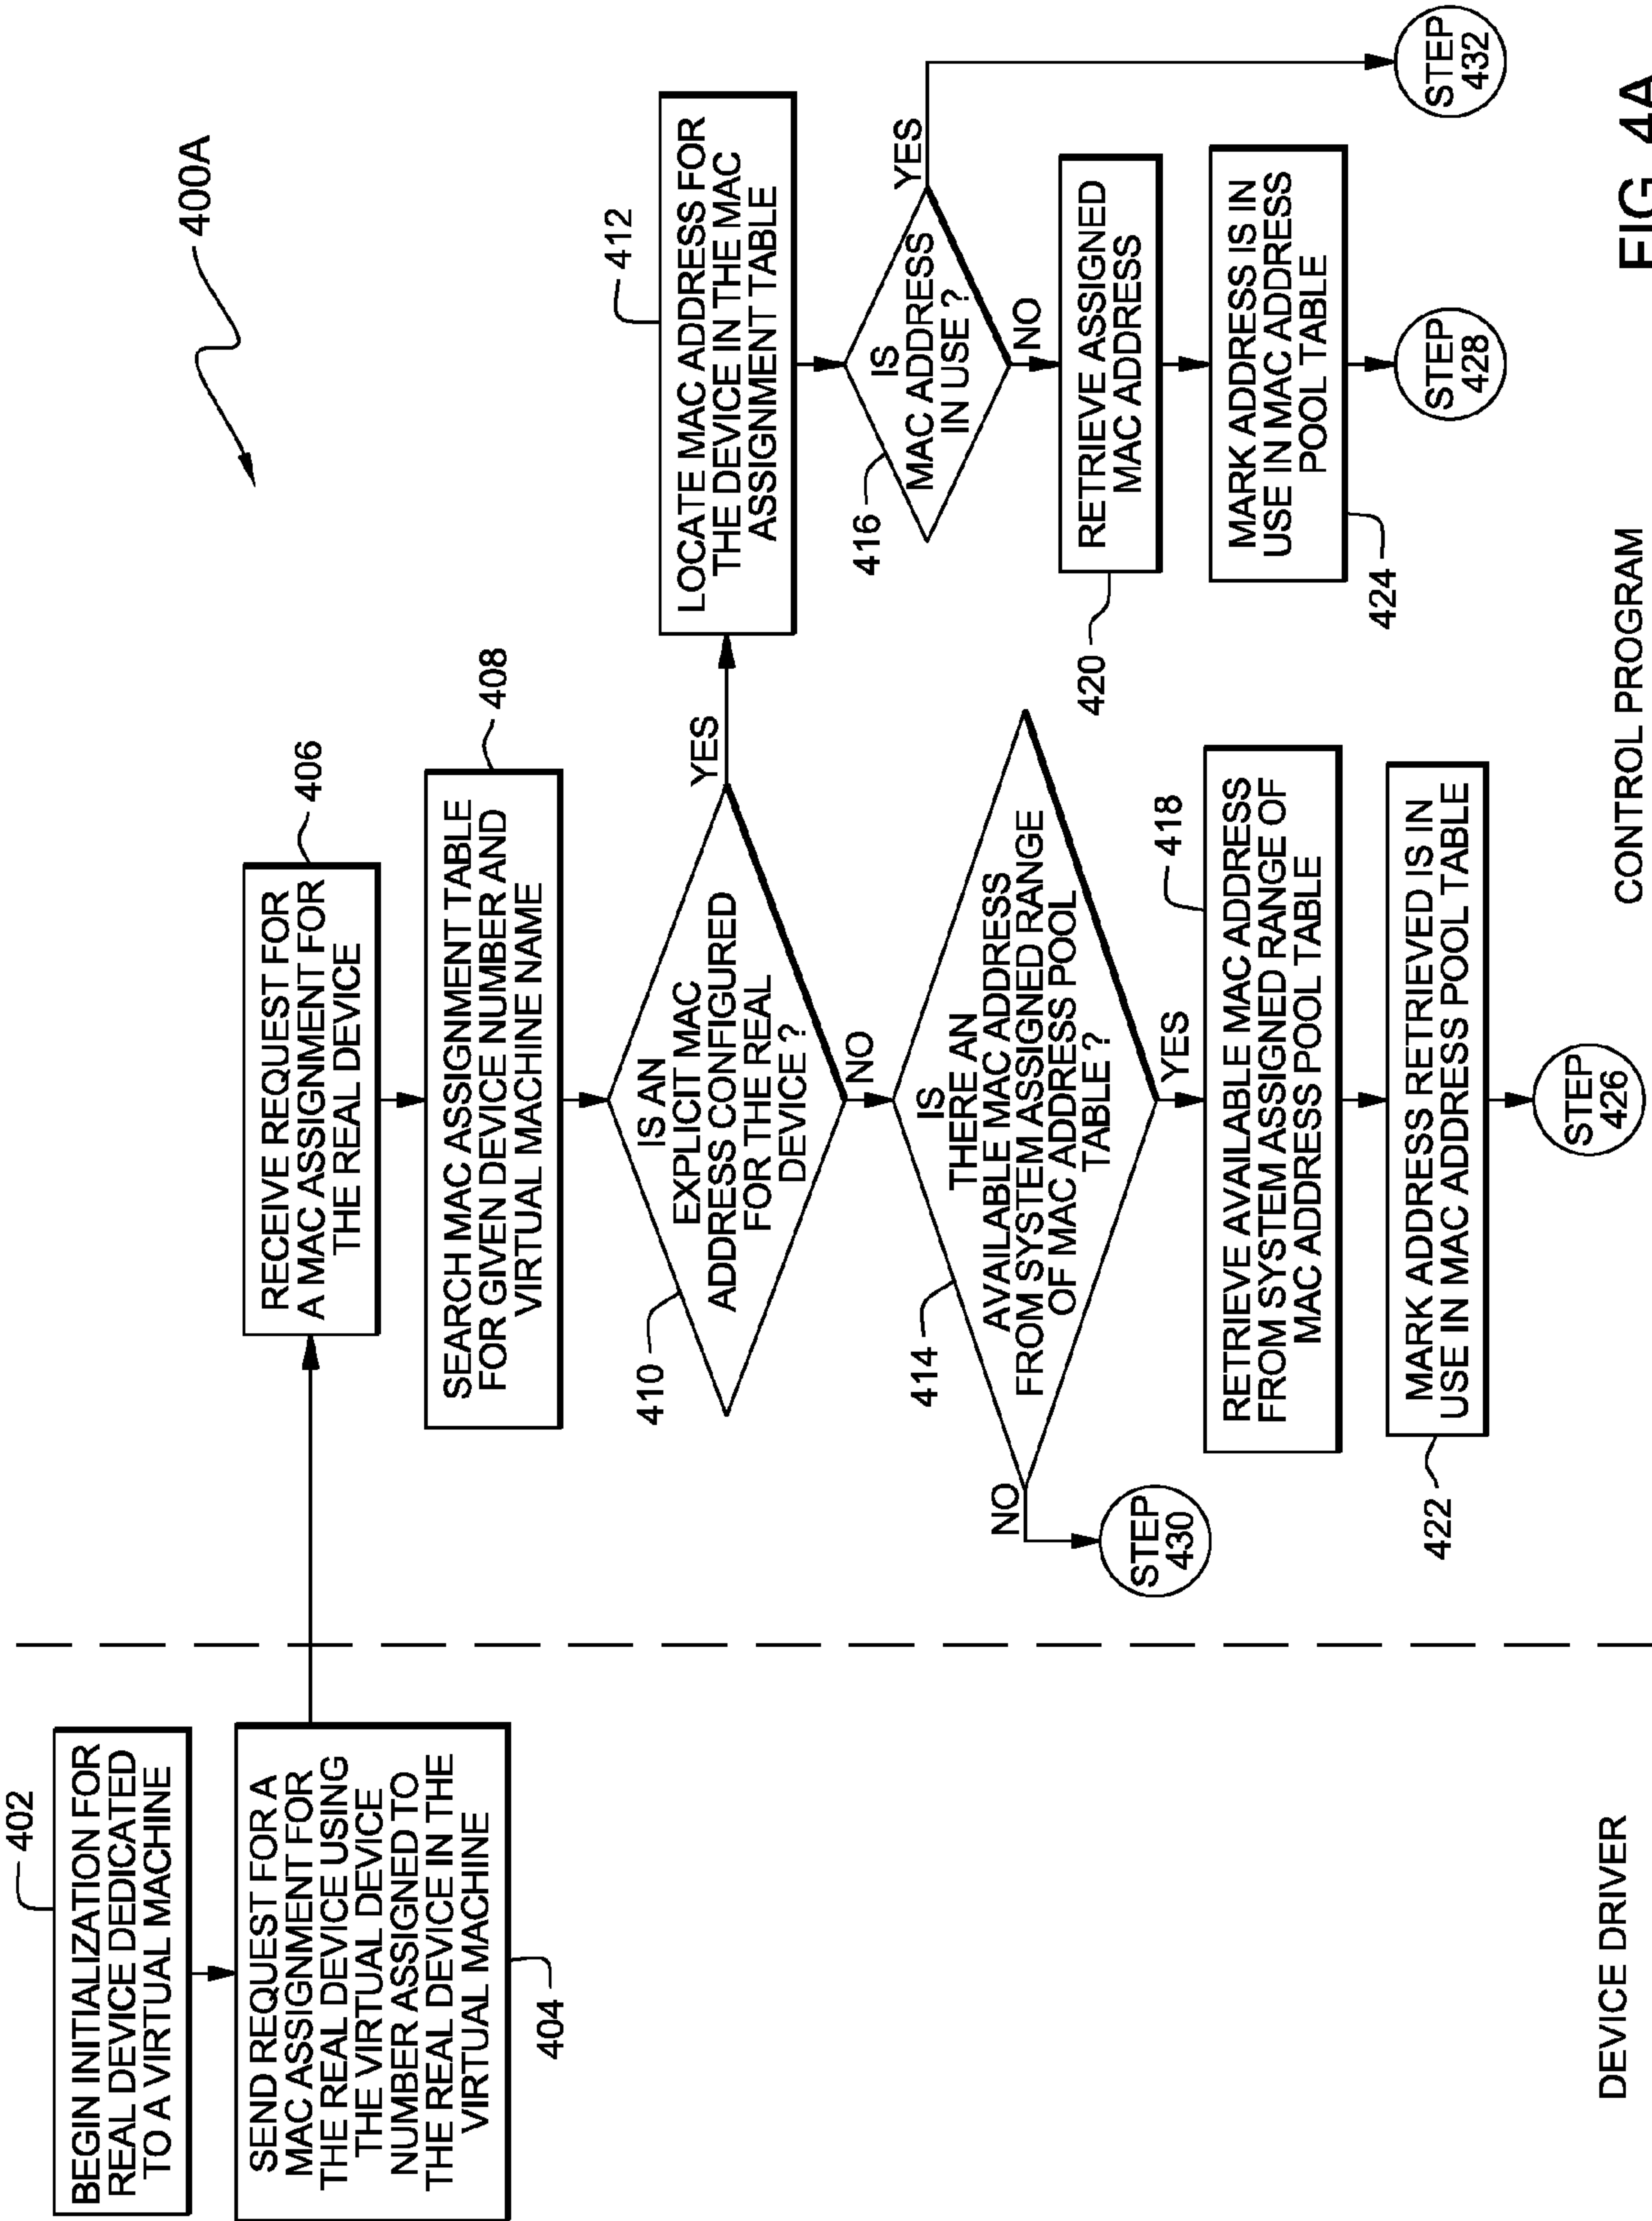 400A
402
BEGIN INITIALIZATION FOR
REAL DEVICE DEDICATED
TO A VIRTUAL MACHINE
SEND REQUEST FOR A
MAC ASSIGNMENT FOR
THE REAL DEVICE USING
THE VIRTUAL DEVICE
NUMBER ASSIGNED TO
THE REAL DEVICE IN THE
VIRTUAL MACHINE
404
RECEIVE REQUEST FOR
A MAC ASSIGNMENT FOR
THE REAL DEVICE
406
SEARCH MAC ASSIGNMENT TABLE
FOR GIVEN DEVICE NUMBER AND
VIRTUAL MACHINE NAME
408
410
IS AN
EXPLICIT MAC
ADDRESS CONFIGURED
FOR THE REAL
DEVICE ?
YES
NO
412
LOCATE MAC ADDRESS FOR
THE DEVICE IN THE MAC
ASSIGNMENT TABLE
414
IS
THERE AN
AVAILABLE MAC ADDRESS
FROM SYSTEM ASSIGNED RANGE
OF MAC ADDRESS POOL
TABLE ?
NO
YES
STEP
430
416
IS
MAC ADDRESS
IN USE ?
YES
NO
STEP
432
418
RETRIEVE AVAILABLE MAC ADDRESS
FROM SYSTEM ASSIGNED RANGE OF
MAC ADDRESS POOL TABLE
420
RETRIEVE ASSIGNED
MAC ADDRESS
422
MARK ADDRESS RETRIEVED IS IN
USE IN MAC ADDRESS POOL TABLE
STEP
426
MARK ADDRESS IS IN
USE IN MAC ADDRESS
POOL TABLE
424
STEP
428
DEVICE DRIVER
CONTROL PROGRAM